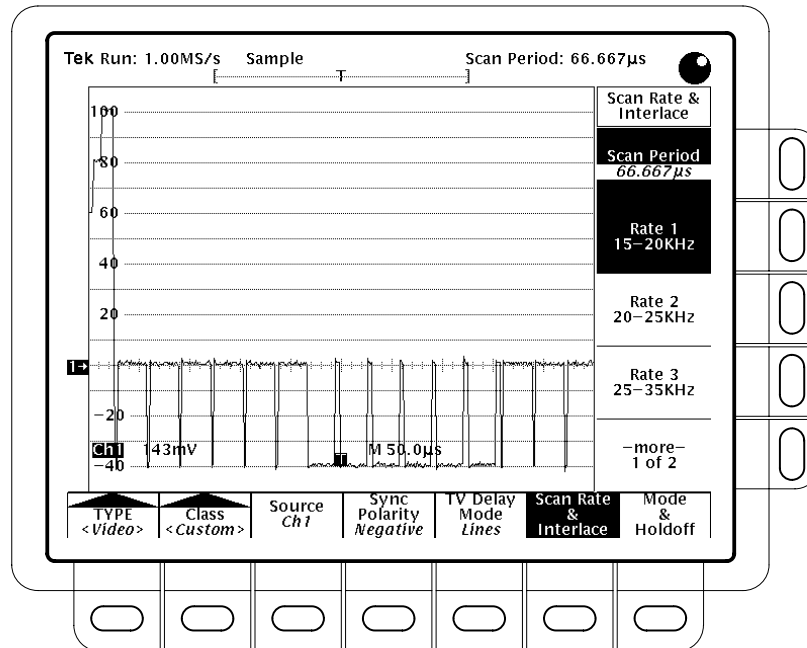 Tek Run: 1.00MS/s Sample Scan Period: 66.667µs
[ T ]
100
80
60
40
20
1→
−20
Ch1 143mV M 50.0µs
−40
T
Scan Rate &
Interlace
Scan Period
66.667µs
Rate 1
15−20KHz
Rate 2
20−25KHz
Rate 3
25−35KHz
−more−
1 of 2
TYPE
<Video>
Class
<Custom>
Source
Ch1
Sync
Polarity
Negative
TV Delay
Mode
Lines
Scan Rate
&
Interlace
Mode
&
Holdoff